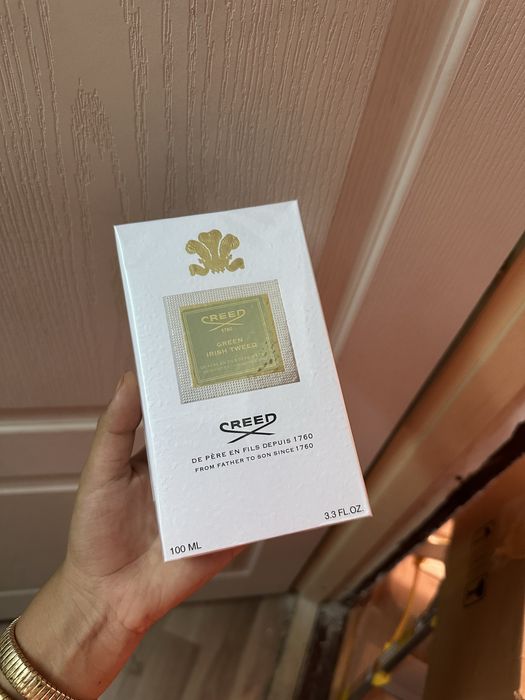 CREED
1760
GREEN
IRISH TWEED
CREED
DE PÈRE EN FILS DEPUIS 1760
FROM FATHER TO SON SINCE 1760
100 ML
3.3 FL.OZ.